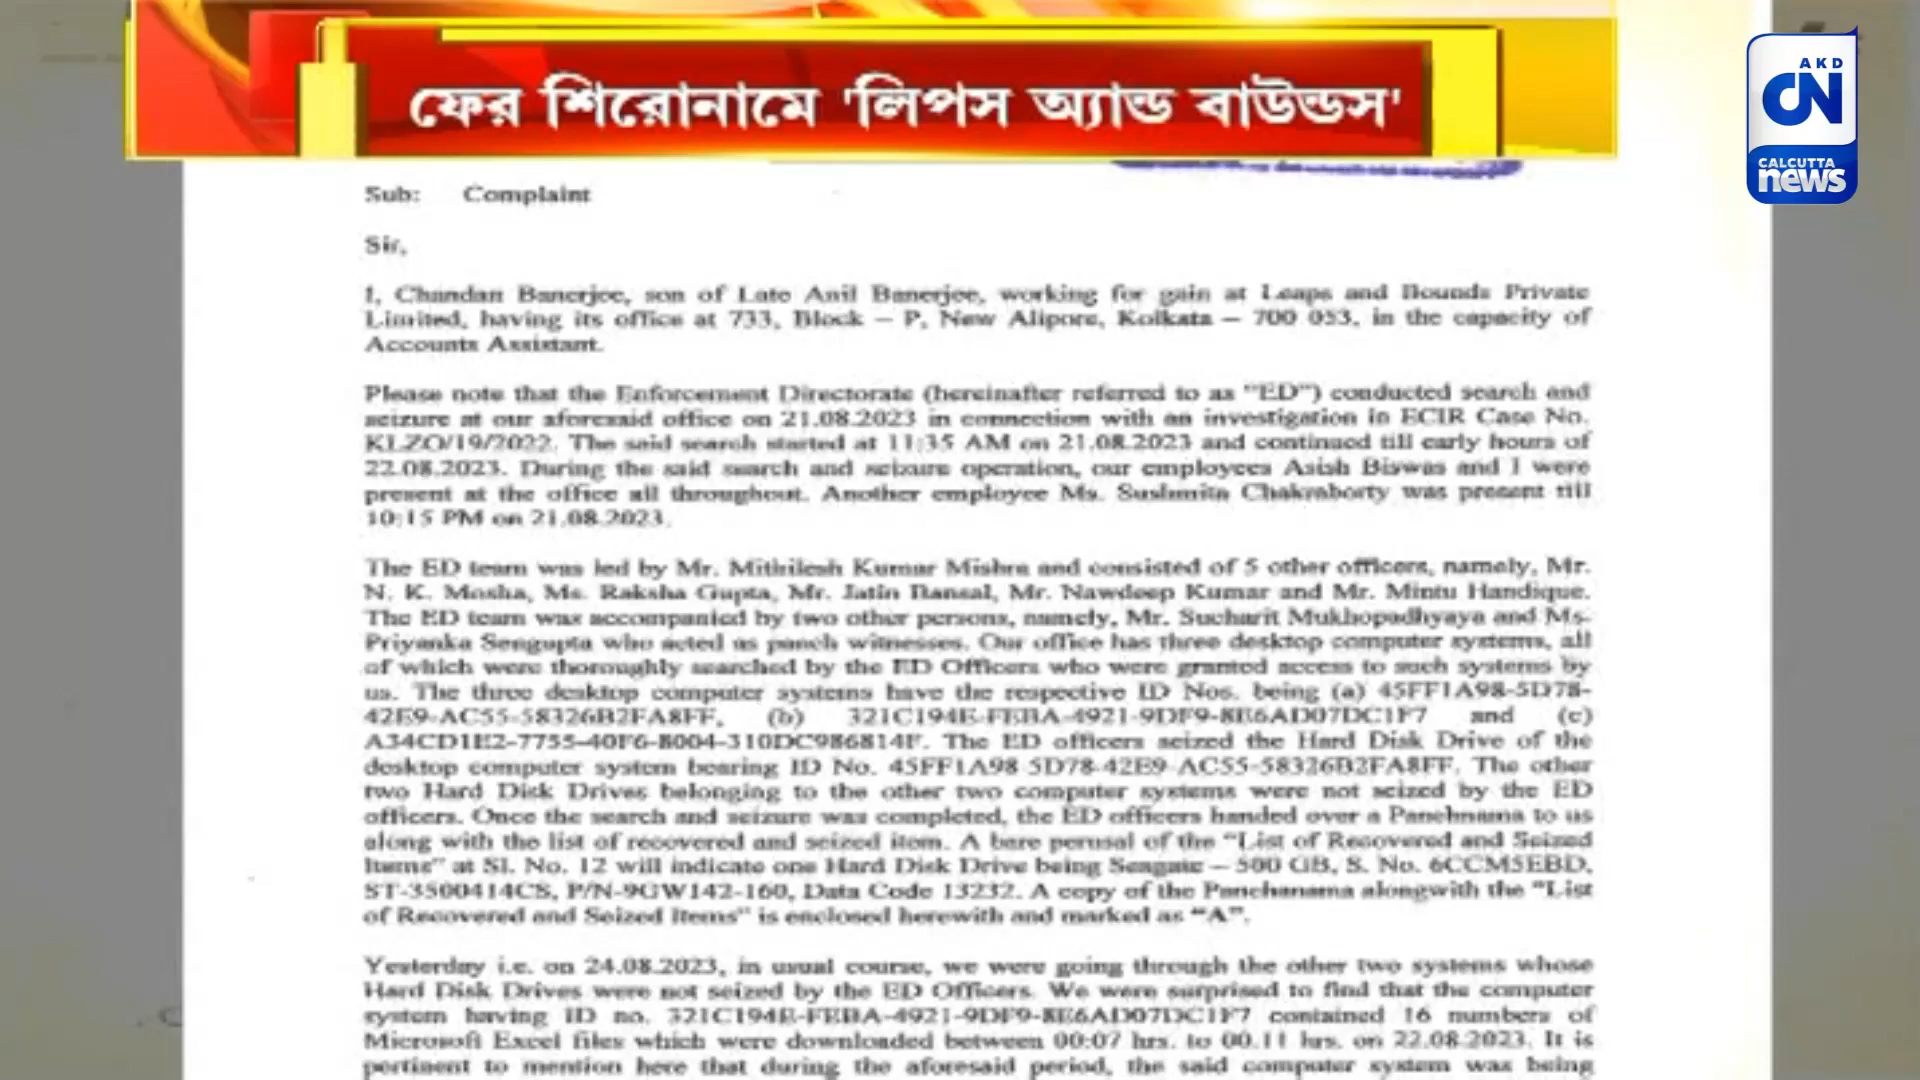 ফের শিরোনামে 'লিপস অ্যান্ড বাউন্ডস'
AKD
CN
CALCUTTA
news
Sub: Complaint
Sir,
I, Chandan Banerjee, son of Late Anil Banerjee, working for gain at Leaps and Bounds Private
Limited, having its office at 733, Block – P, New Alipore, Kolkata – 700 053, in the capacity of
Accounts Assistant.
Please note that the Enforcement Directorate (hereinafter referred to as "ED") conducted search and
seizure at our aforesaid office on 21.08.2023 in connection with an investigation in ECIR Case No.
KLZO/19/2022. The said search started at 11:35 AM on 21.08.2023 and continued till early hours of
22.08.2023. During the said search and seizure operation, our employees Asish Biswas and I were
present at the office all throughout. Another employee Ms. Sushmita Chakraborty was present till
10:15 PM on 21.08.2023.
The ED team was led by Mr. Mithilesh Kumar Mishra and consisted of 5 other officers, namely, Mr.
N. K. Mosha, Ms. Raksha Gupta, Mr. Jatin Bansal, Mr. Nawdeep Kumar and Mr. Mintu Handique.
The ED team was accompanied by two other persons, namely, Mr. Sucharit Mukhopadhyaya and Ms.
Priyanka Sengupta who acted as panch witnesses. Our office has three desktop computer systems, all
of which were thoroughly searched by the ED Officers who were granted access to such systems by
us. The three desktop computer systems have the respective ID Nos. being (a) 45FF1A98-5D78-
42E9-AC55-58326B2FA8FF, (b) 321C194E-FEBA-4921-9DF9-8E6AD07DC1F7 and (c)
A34CD1E2-7755-40F6-8004-310DC986814F. The ED officers seized the Hard Disk Drive of the
desktop computer system bearing ID No. 45FF1A98-5D78-42E9-AC55-58326B2FA8FF. The other
two Hard Disk Drives belonging to the other two computer systems were not seized by the ED
officers. Once the search and seizure was completed, the ED officers handed over a Panchnama to us
along with the list of recovered and seized item. A bare perusal of the "List of Recovered and Seized
Items" at Sl. No. 12 will indicate one Hard Disk Drive being Seagate – 500 GB, S. No. 6CCM5EBD,
ST-3500414CS, P/N-9GW142-160, Data Code 13232. A copy of the Panchanama alongwith the "List
of Recovered and Seized Items" is enclosed herewith and marked as "A".
Yesterday i.e. on 24.08.2023, in usual course, we were going through the other two systems whose
Hard Disk Drives were not seized by the ED Officers. We were surprised to find that the computer
system having ID no. 321C194E-FEBA-4921-9DF9-8E6AD07DC1F7 contained 16 numbers of
Microsoft Excel files which were downloaded between 00:07 hrs. to 00.11 hrs. on 22.08.2023. It is
pertinent to mention here that during the aforesaid period, the said computer system was being